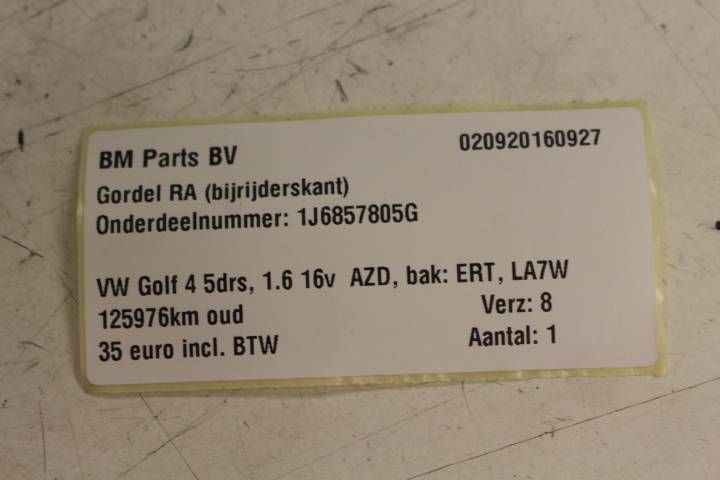 BM Parts BV 020920160927
Gordel RA (bijrijderskant)
Onderdeelnummer: 1J6857805G
VW Golf 4 5drs, 1.6 16v AZD, bak: ERT, LA7W
125976km oud Verz: 8
35 euro incl. BTW Aantal: 1